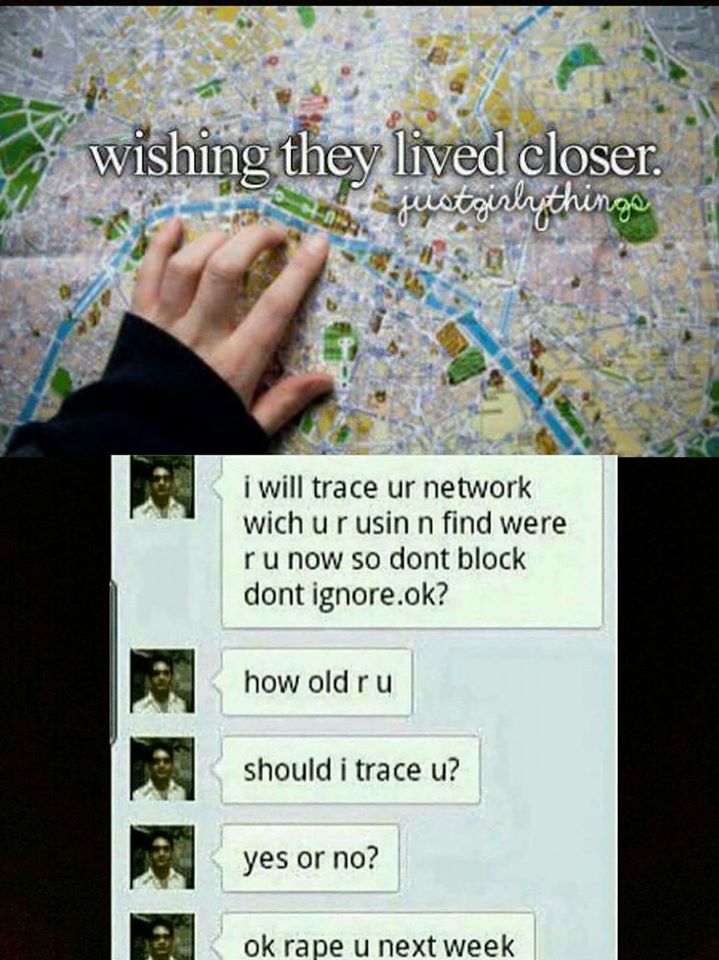 wishing they lived closer.
justgirlythings
i will trace ur network
wich u r usin n find were
r u now so dont block
dont ignore.ok?
how old r u
should i trace u?
yes or no?
ok rape u next week